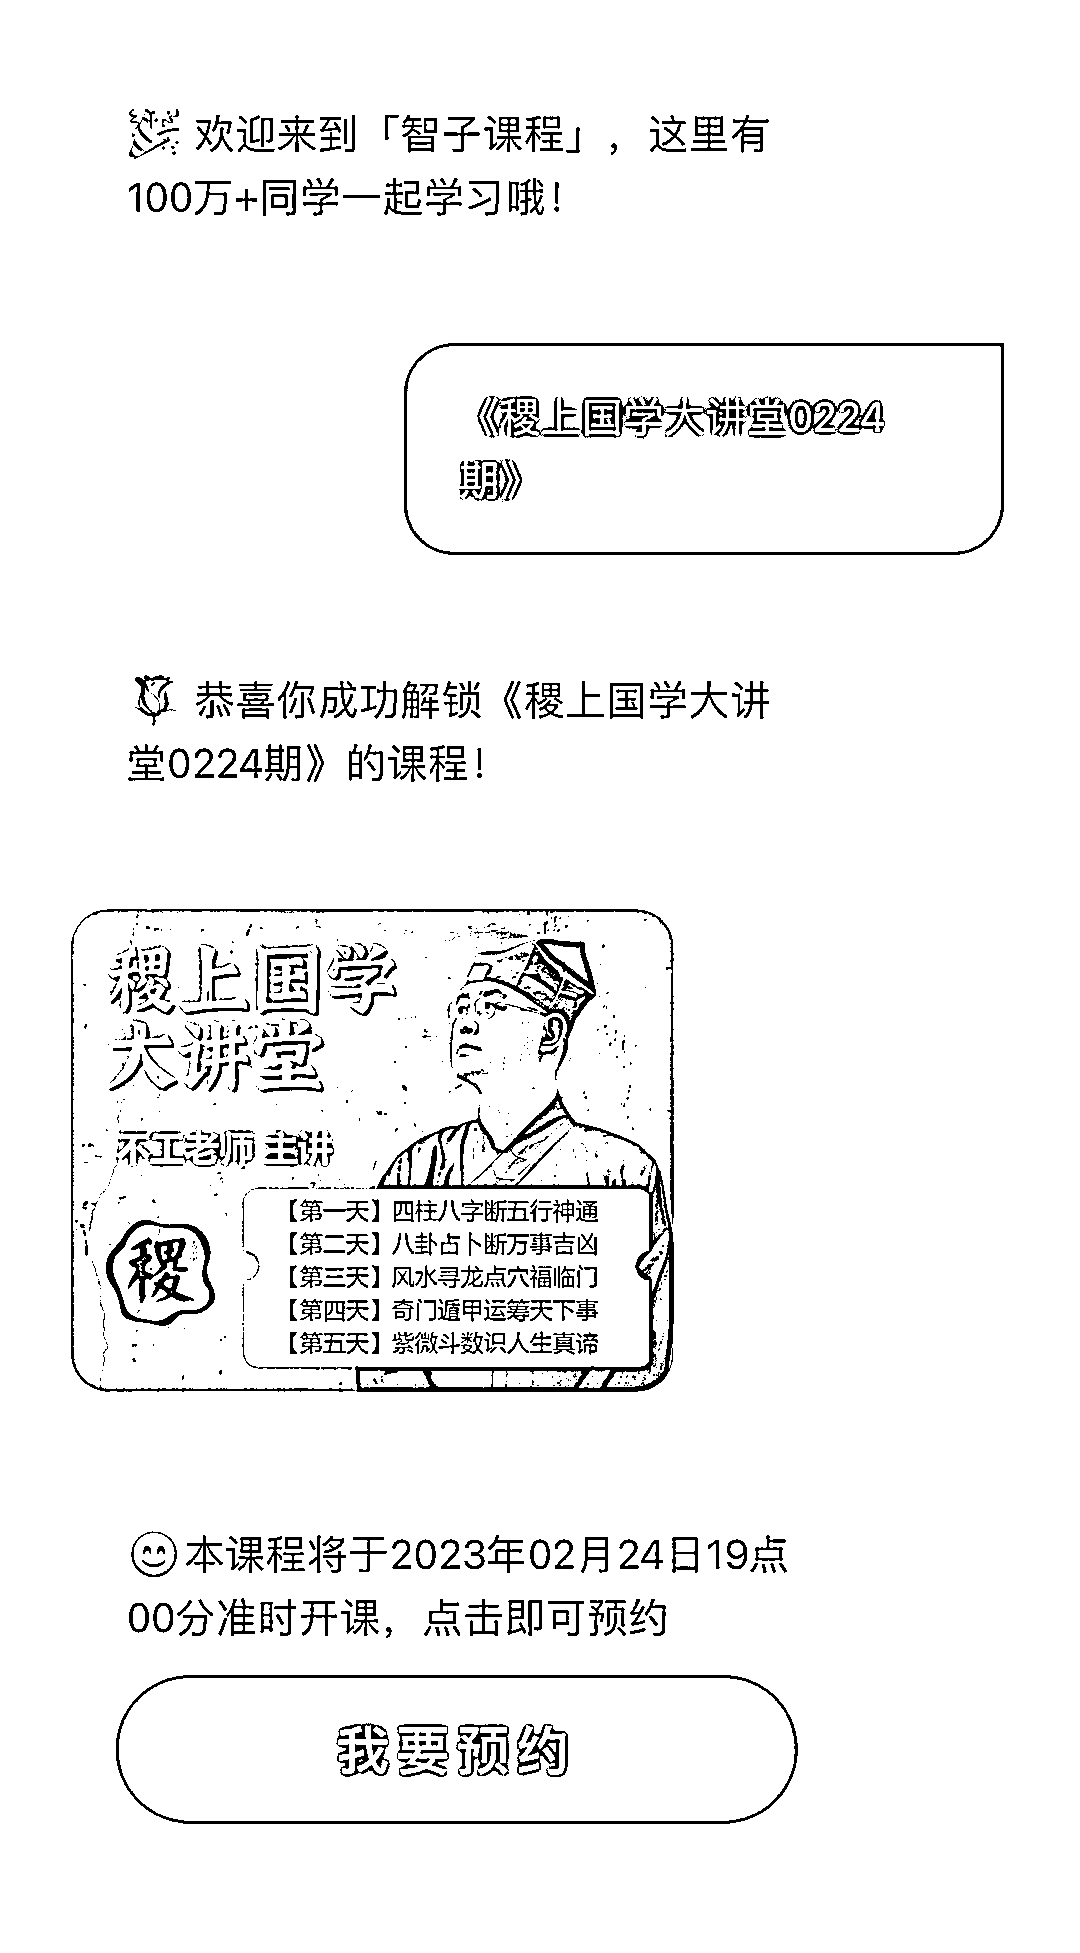 欢迎来到「智子课程」，这里有
100万+同学一起学习哦！
《稷上国学大讲堂0224
期》
恭喜你成功解锁《稷上国学大讲
堂0224期》的课程！
稷上国学
大讲堂
不工老师 主讲
稷
【第一天】四柱八字断五行神通
【第二天】八卦占卜断万事吉凶
【第三天】风水寻龙点穴福临门
【第四天】奇门遁甲运筹天下事
【第五天】紫微斗数识人生真谛
本课程将于2023年02月24日19点
00分准时开课，点击即可预约
我要预约